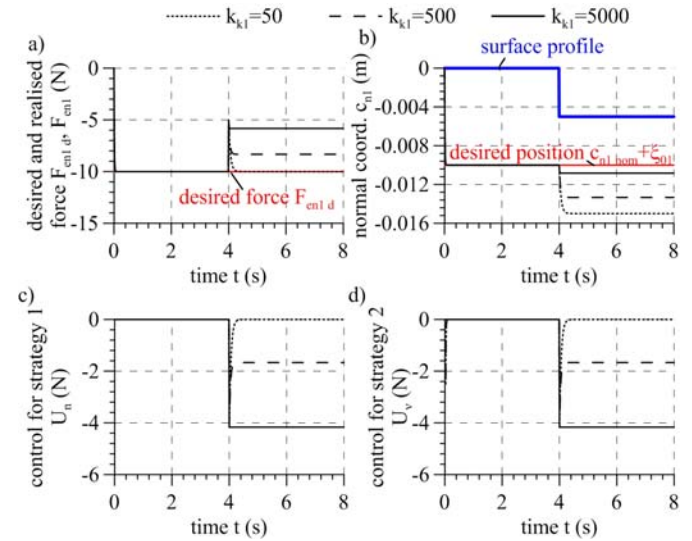 k_k1=50 k_k1=500 k_k1=5000
a)
desired and realised
force F_en1 d, F_en1 (N)
0
-5
-10
-15
desired force F_en1 d
0 2 4 6 8
time t (s)
b)
normal coord. c_n1 (m)
0
-0.004
-0.008
-0.012
-0.016
surface profile
desired position c_n1 hom+ξ_01
0 2 4 6 8
time t (s)
c)
control for strategy 1
U_n (N)
0
-2
-4
-6
0 2 4 6 8
time t (s)
d)
control for strategy 2
U_v (N)
0
-2
-4
-6
0 2 4 6 8
time t (s)